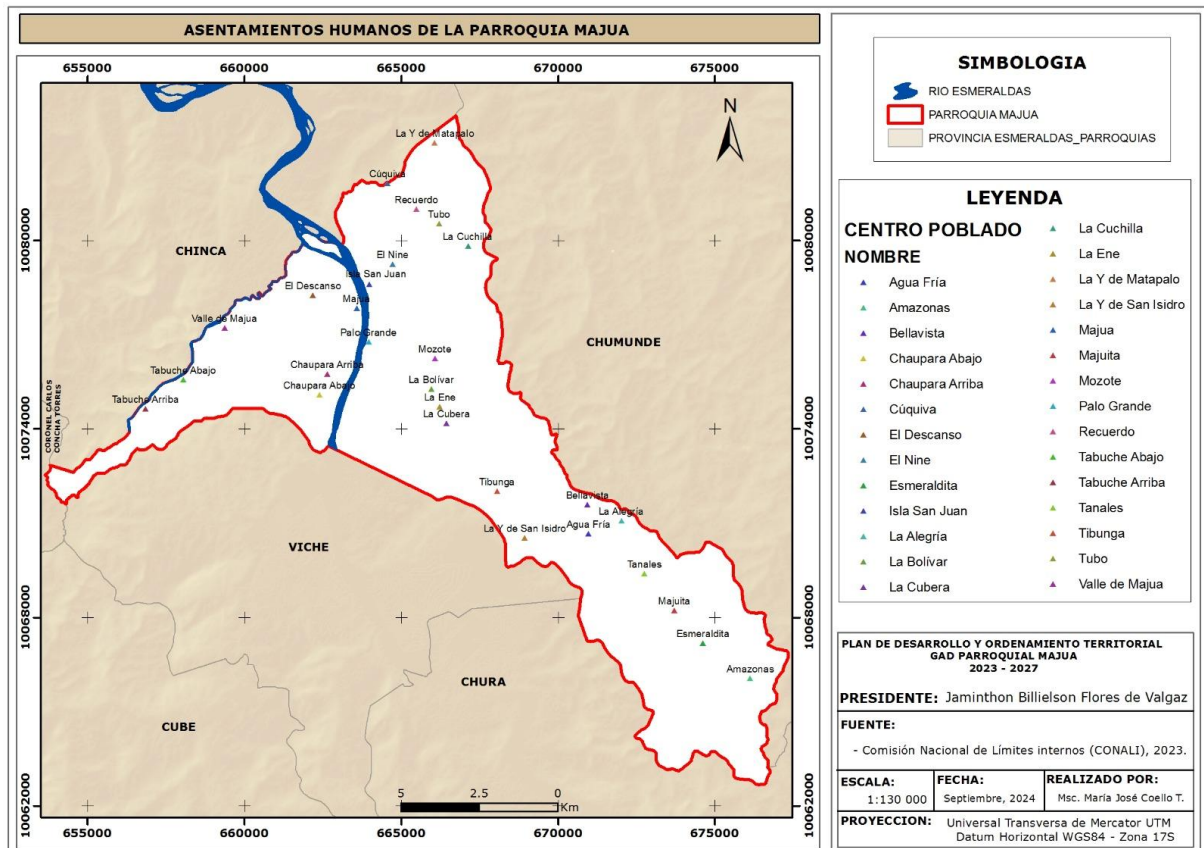 ASENTAMIENTOS HUMANOS DE LA PARROQUIA MAJUA
655000 660000 665000 670000 675000
10080000
10074000
10068000
10062000
N
La Y de Matapalo
Cúquiva
Recuerdo
Tubo
La Cuchilla
CHINCA
El Nine
Isla San Juan
El Descanso
Majua
Valle de Majua
Palo Grande
CHUMUNDE
Mozote
Chaupara Arriba
Tabuche Abajo
La Bolívar
Chaupara Abajo
La Ene
Tabuche Arriba
La Cubera
CORONEL CARLOS
CONCHA TORRES
Tibunga
Bellavista
La Alegría
La Y de San Isidro
Agua Fría
VICHE
Tanales
Majuita
Esmeraldita
Amazonas
CHURA
CUBE
5 2.5 0
Km
10080000
10074000
10068000
10062000
655000 660000 665000 670000 675000
SIMBOLOGIA
RIO ESMERALDAS
PARROQUIA MAJUA
PROVINCIA ESMERALDAS_PARROQUIAS
LEYENDA
CENTRO POBLADO
NOMBRE
Agua Fría
Amazonas
Bellavista
Chaupara Abajo
Chaupara Arriba
Cúquiva
El Descanso
El Nine
Esmeraldita
Isla San Juan
La Alegría
La Bolívar
La Cubera
La Cuchilla
La Ene
La Y de Matapalo
La Y de San Isidro
Majua
Majuita
Mozote
Palo Grande
Recuerdo
Tabuche Abajo
Tabuche Arriba
Tanales
Tibunga
Tubo
Valle de Majua
PLAN DE DESARROLLO Y ORDENAMIENTO TERRITORIAL
GAD PARROQUIAL MAJUA
2023 - 2027
PRESIDENTE: Jaminthon Billielson Flores de Valgaz
FUENTE:
- Comisión Nacional de Límites internos (CONALI), 2023.
ESCALA:
1:130 000
FECHA:
Septiembre, 2024
REALIZADO POR:
Msc. María José Coello T.
PROYECCION: Universal Transversa de Mercator UTM
Datum Horizontal WGS84 - Zona 17S